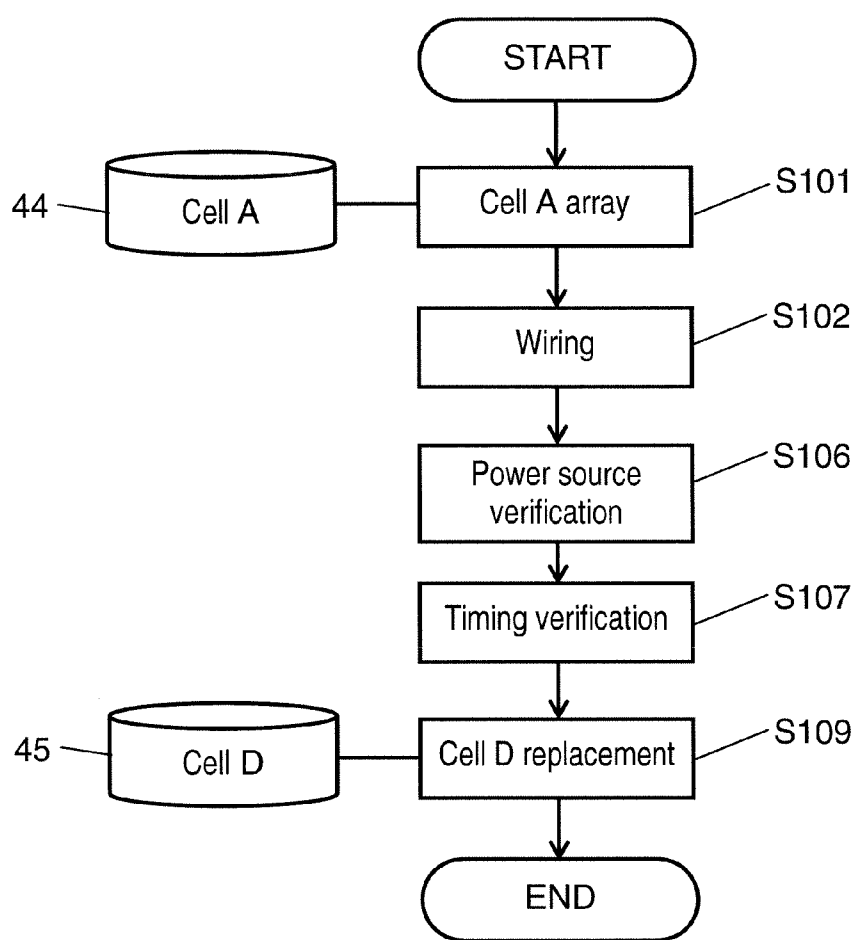 START
44
Cell A
Cell A array
S101
Wiring
S102
Power source
verification
S106
Timing verification
S107
45
Cell D
Cell D replacement
S109
END